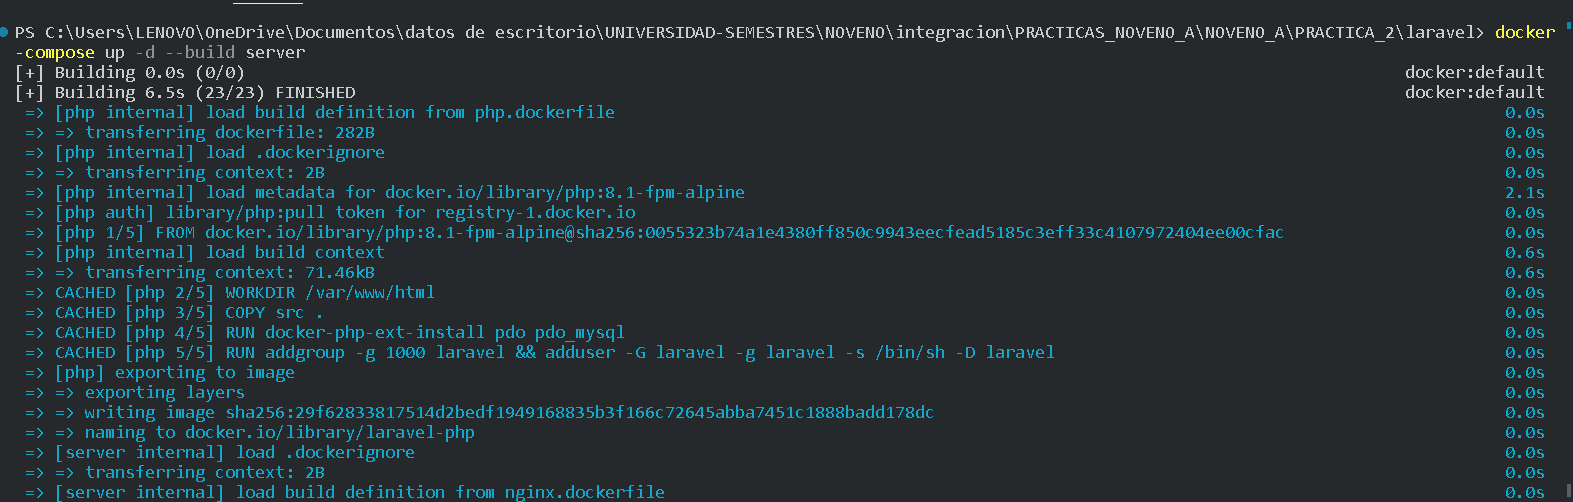 PS C:\Users\LENOVO\OneDrive\Documentos\datos de escritorio\UNIVERSIDAD-SEMESTRES\NOVENO\integracion\PRACTICAS_NOVENO_A\NOVENO_A\PRACTICA_2\laravel> docker
-compose up -d --build server
[+] Building 0.0s (0/0) docker:default
[+] Building 6.5s (23/23) FINISHED docker:default
=> [php internal] load build definition from php.dockerfile 0.0s
=> => transferring dockerfile: 282B 0.0s
=> [php internal] load .dockerignore 0.0s
=> => transferring context: 2B 0.0s
=> [php internal] load metadata for docker.io/library/php:8.1-fpm-alpine 2.1s
=> [php auth] library/php:pull token for registry-1.docker.io 0.0s
=> [php 1/5] FROM docker.io/library/php:8.1-fpm-alpine@sha256:0055323b74a1e4380ff850c9943eecfead5185c3eff33c4107972404ee00cfac 0.0s
=> [php internal] load build context 0.6s
=> => transferring context: 71.46kB 0.6s
=> CACHED [php 2/5] WORKDIR /var/www/html 0.0s
=> CACHED [php 3/5] COPY src . 0.0s
=> CACHED [php 4/5] RUN docker-php-ext-install pdo pdo_mysql 0.0s
=> CACHED [php 5/5] RUN addgroup -g 1000 laravel && adduser -G laravel -g laravel -s /bin/sh -D laravel 0.0s
=> [php] exporting to image 0.0s
=> => exporting layers 0.0s
=> => writing image sha256:29f62833817514d2bedf1949168835b3f166c72645abba7451c1888badd178dc 0.0s
=> => naming to docker.io/library/laravel-php 0.0s
=> [server internal] load .dockerignore 0.0s
=> => transferring context: 2B 0.0s
=> [server internal] load build definition from nginx.dockerfile 0.0s